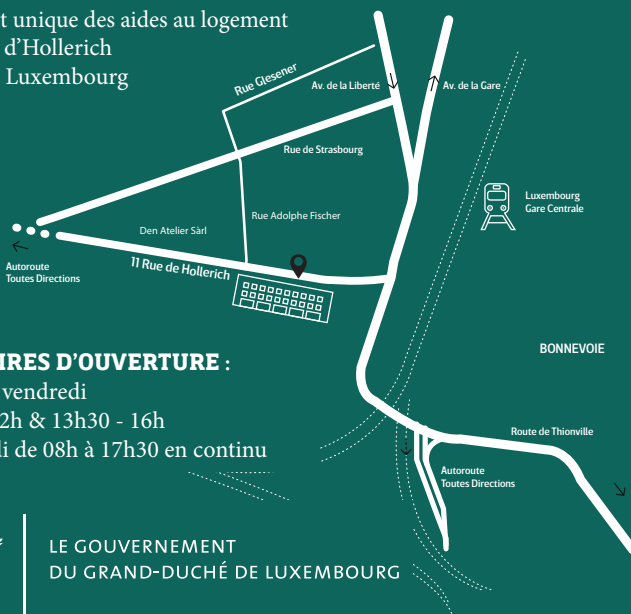 t unique des aides au logement
d’Hollerich
Luxembourg
Rue Glesener
Av. de la Liberté
Av. de la Gare
Rue de Strasbourg
Luxembourg
Gare Centrale
Rue Adolphe Fischer
Den Atelier Sàrl
11 Rue de Hollerich
Autoroute
Toutes Directions
BONNEVOIE
IRES D’OUVERTURE :
vendredi
2h & 13h30 - 16h
di de 08h à 17h30 en continu
Route de Thionville
Autoroute
Toutes Directions
LE GOUVERNEMENT
DU GRAND-DUCHÉ DE LUXEMBOURG